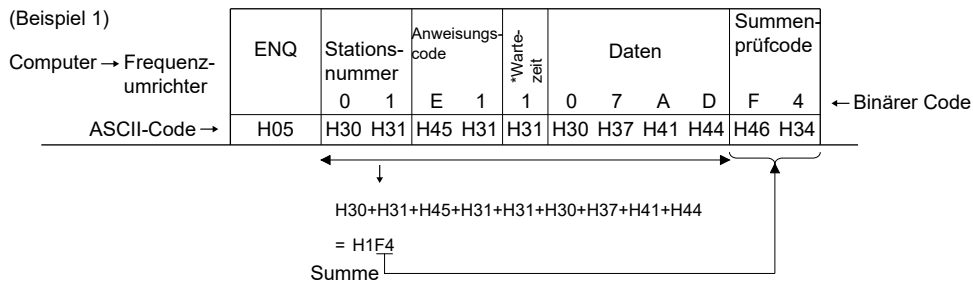 (Beispiel 1)
Computer → Frequenz-
umrichter
ENQ
Stations-
nummer
Anweisungs-
code
*Warte-
zeit
Daten
Summen-
prüfcode
0 1 E 1 1 0 7 A D F 4
← Binärer Code
ASCII-Code → H05 H30 H31 H45 H31 H31 H30 H37 H41 H44 H46 H34
H30+H31+H45+H31+H31+H30+H37+H41+H44
= H1F4
Summe